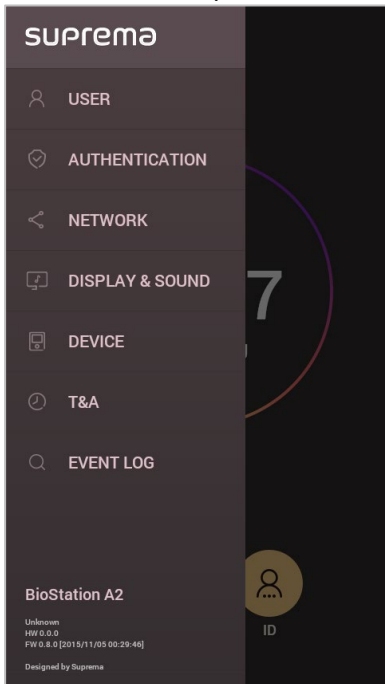 suprema
USER
AUTHENTICATION
NETWORK
DISPLAY & SOUND
7
DEVICE
T&A
EVENT LOG
BioStation A2
Unknown
HW 0.0.0
FW 0.8.0 [2015/11/05 00:29:46]
ID
Designed by Suprema